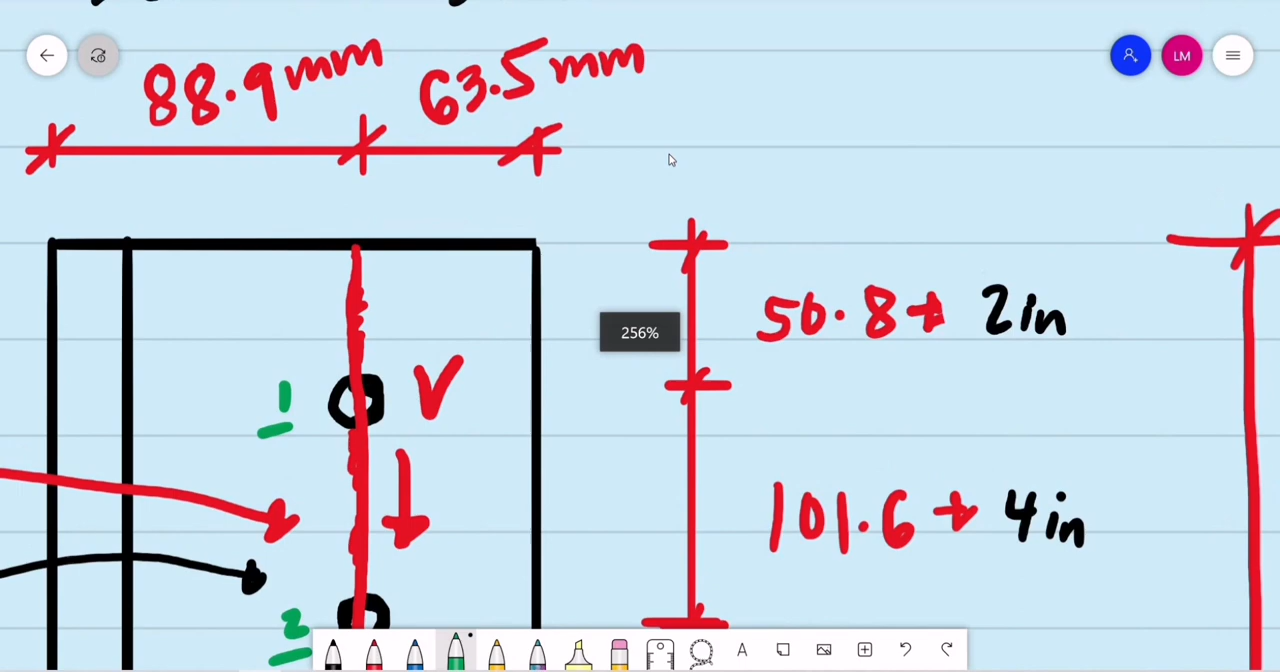 88.9mm 63.5mm
LM
50.8 → 2in
256%
1 V
101.6 → 4in
2
A